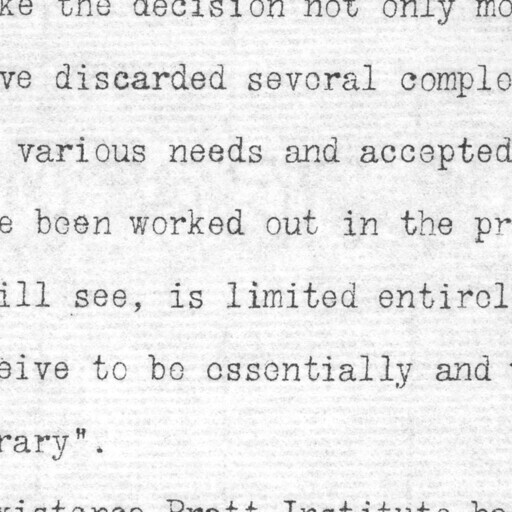 ke the decision not only mo
ve discarded several comple
various needs and accepted
e been worked out in the pr
ill see, is limited entirel
eive to be essentially and
rary".
xistence Pratt Institute ha